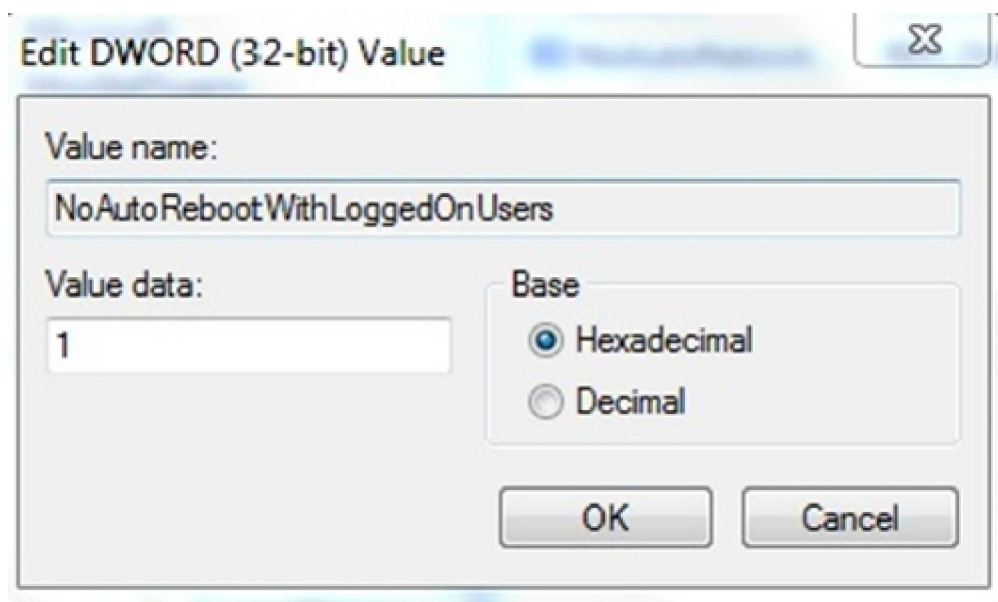 Edit DWORD (32-bit) Value
Value name:
NoAutoRebootWithLoggedOnUsers
Value data:
Base
1
Hexadecimal
Decimal
OK
Cancel